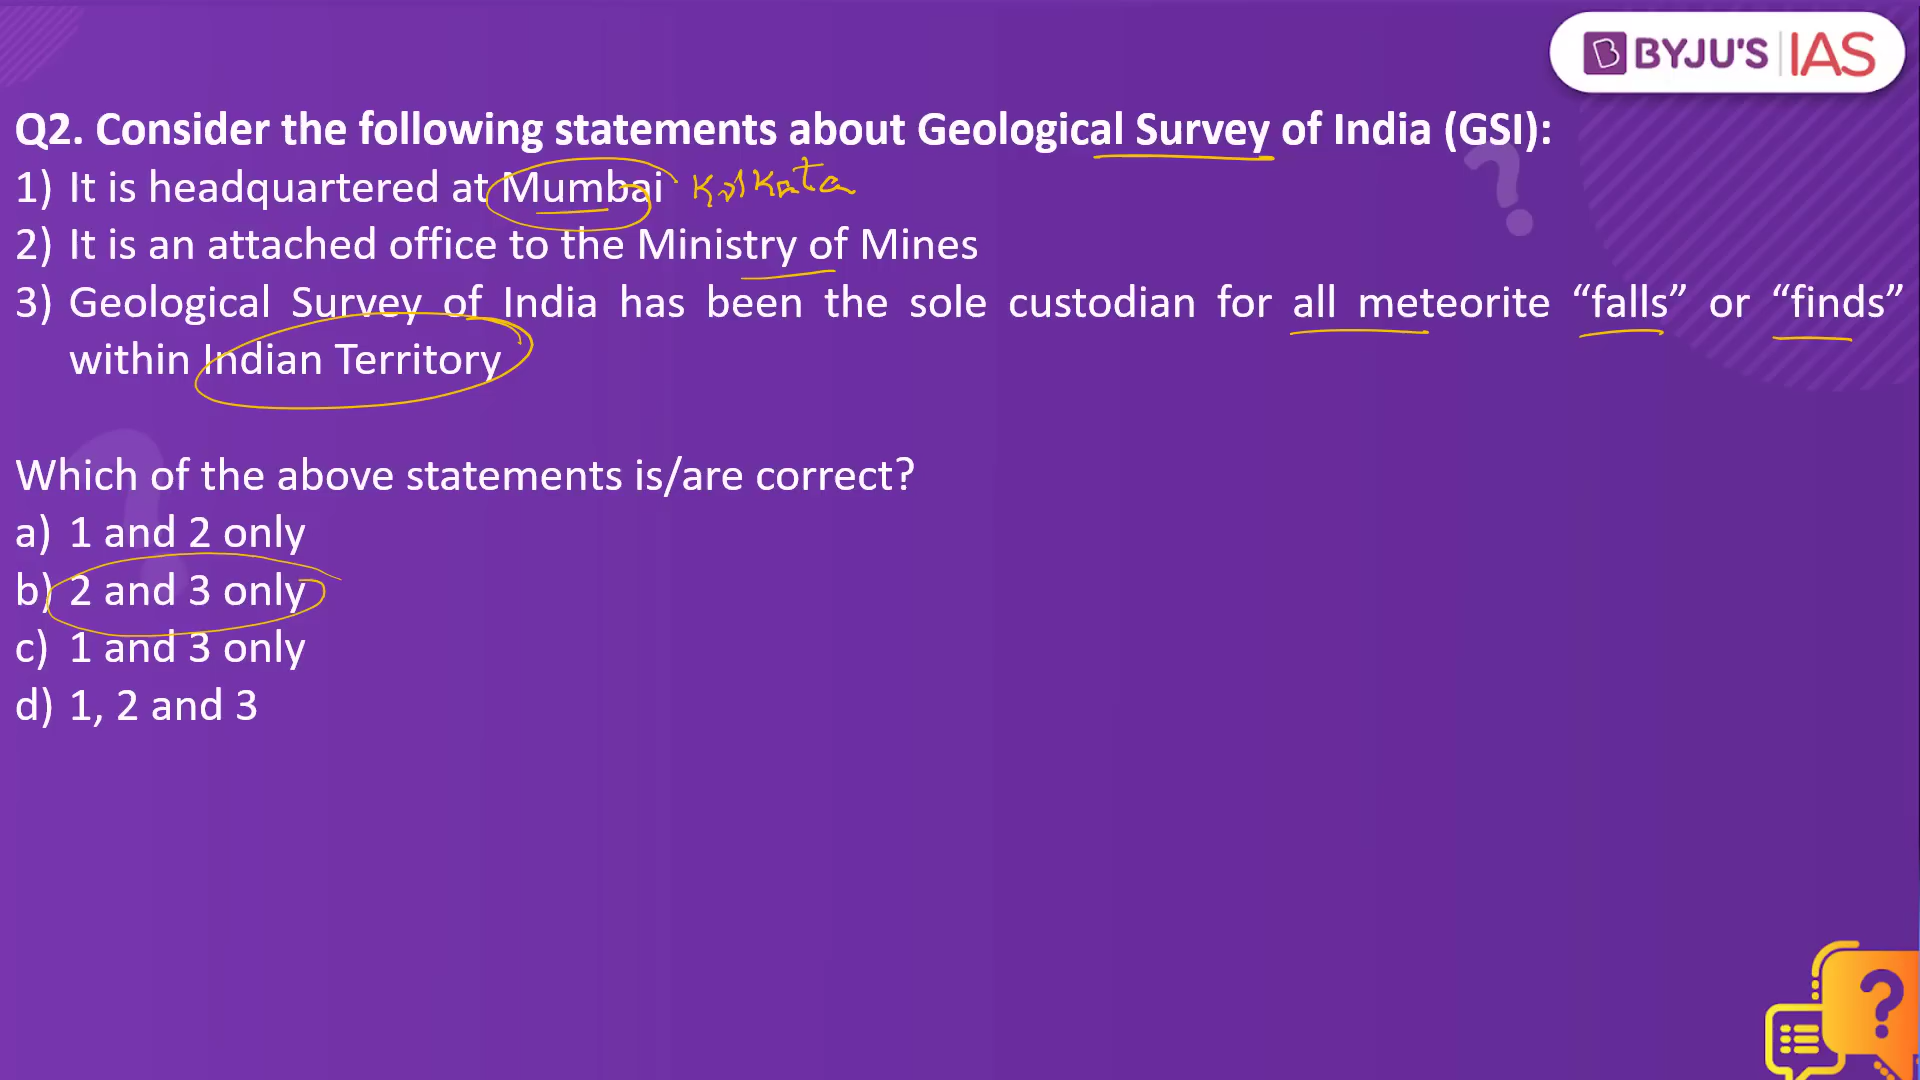 BYJU'S IAS
Q2. Consider the following statements about Geological Survey of India (GSI):
1) It is headquartered at Mumbai Kolkata
2) It is an attached office to the Ministry of Mines
3) Geological Survey of India has been the sole custodian for all meteorite “falls” or “finds”
within Indian Territory
Which of the above statements is/are correct?
a) 1 and 2 only
b) 2 and 3 only
c) 1 and 3 only
d) 1, 2 and 3